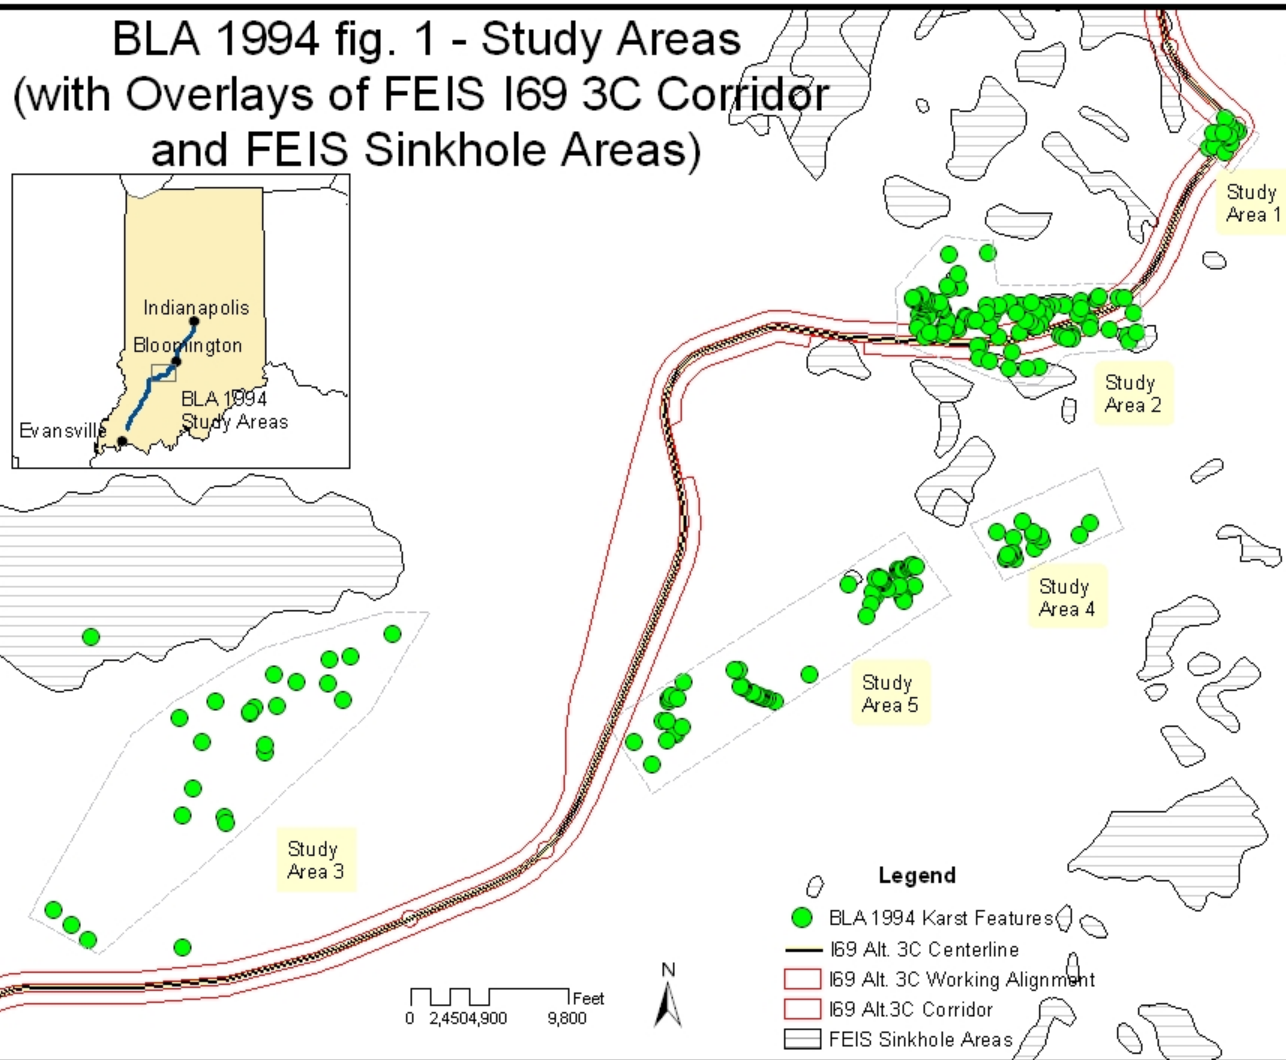 BLA 1994 fig. 1 - Study Areas
(with Overlays of FEIS I69 3C Corridor
and FEIS Sinkhole Areas)
Indianapolis
Bloomington
BLA 1994
Study Areas
Evansville
Study
Area 1
Study
Area 2
Study
Area 4
Study
Area 5
Study
Area 3
Legend
BLA 1994 Karst Features
I69 Alt. 3C Centerline
I69 Alt. 3C Working Alignment
I69 Alt.3C Corridor
FEIS Sinkhole Areas
N
Feet
0 2,450 4,900 9,800